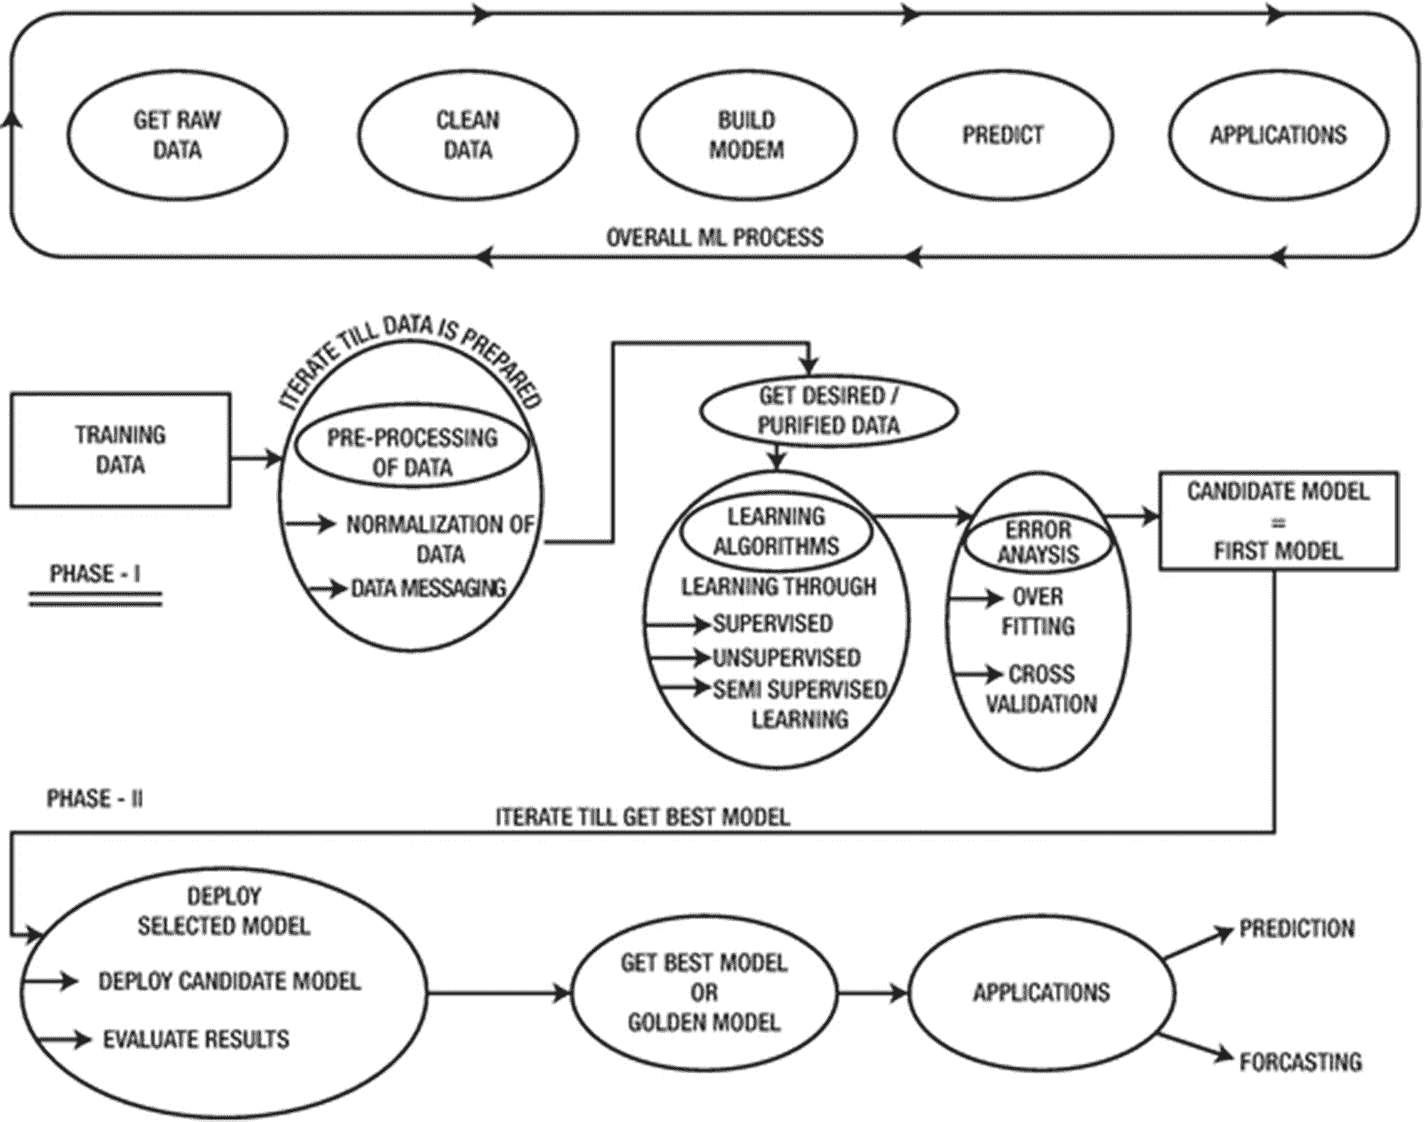 GET RAW
DATA
CLEAN
DATA
BUILD
MODEM
PREDICT
APPLICATIONS
OVERALL ML PROCESS
ITERATE TILL DATA IS PREPARED
TRAINING
DATA
PRE-PROCESSING
OF DATA
NORMALIZATION OF
DATA
DATA MESSAGING
PHASE - I
GET DESIRED /
PURIFIED DATA
LEARNING
ALGORITHMS
LEARNING THROUGH
SUPERVISED
UNSUPERVISED
SEMI SUPERVISED
LEARNING
ERROR
ANAYSIS
OVER
FITTING
CROSS
VALIDATION
CANDIDATE MODEL
=
FIRST MODEL
PHASE - II
ITERATE TILL GET BEST MODEL
DEPLOY
SELECTED MODEL
DEPLOY CANDIDATE MODEL
EVALUATE RESULTS
GET BEST MODEL
OR
GOLDEN MODEL
APPLICATIONS
PREDICTION
FORCASTING